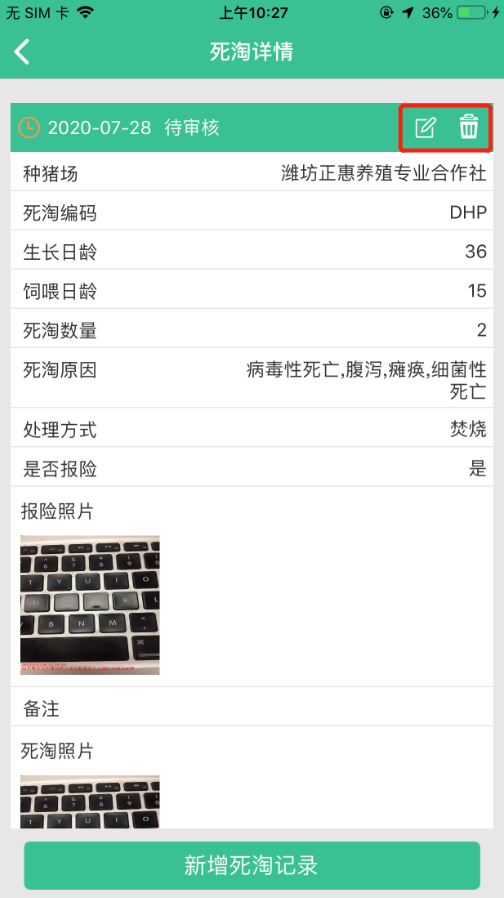 无 SIM 卡 上午10:27 36%
死淘详情
2020-07-28 待审核
种猪场 潍坊正惠养殖专业合作社
死淘编码 DHP
生长日龄 36
饲喂日龄 15
死淘数量 2
死淘原因 病毒性死亡,腹泻,瘫痪,细菌性
死亡
处理方式 焚烧
是否报险 是
报险照片
T Y U I O
B N M
备注
死淘照片
T Y U I O
新增死淘记录